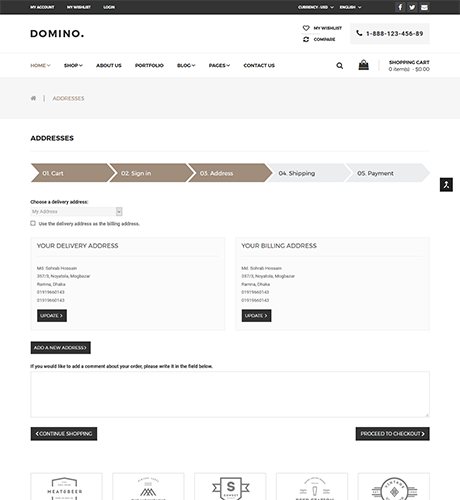 MY ACCOUNT MY WISHLIST LOGIN CURRENCY : USD ENGLISH
DOMINO.
MY WISHLIST
COMPARE
1-888-123-456-89
HOME SHOP ABOUT US PORTFOLIO BLOG PAGES CONTACT US
SHOPPING CART
0 item(s) - $0.00
ADDRESSES
ADDRESSES
01. Cart 02. Sign in 03. Address 04. Shipping 05. Payment
Choose a delivery address:
My Address
Use the delivery address as the billing address.
YOUR DELIVERY ADDRESS
Md. Sohrab Hossain
357/3, Noyatola, Mogbazar
Ramna, Dhaka
01919660143
01919660143
UPDATE
YOUR BILLING ADDRESS
Md. Sohrab Hossain
357/3, Noyatola, Mogbazar
Ramna, Dhaka
01919660143
01919660143
UPDATE
ADD A NEW ADDRESS
If you would like to add a comment about your order, please write it in the field below.
CONTINUE SHOPPING
PROCEED TO CHECKOUT
MEAT&BEER
S
VINTAGE